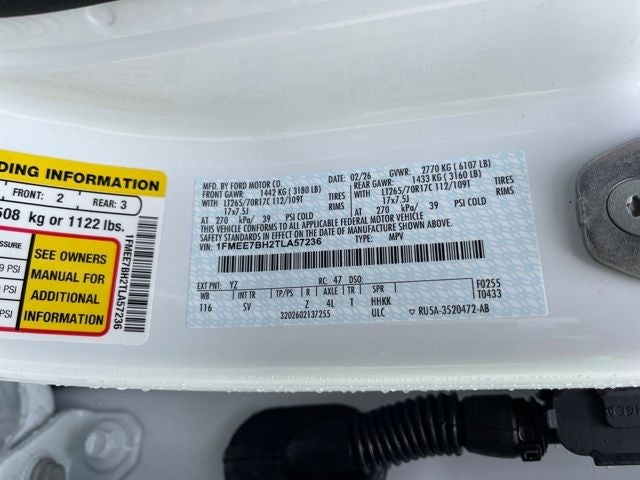 DING INFORMATION
FRONT: 2 REAR: 3
508 kg or 1122 lbs.
SSURE
9 PSI
PSI
PSI
SEE OWNERS
MANUAL FOR
ADDITIONAL
INFORMATION
1FMEE7BH2TLA57236
MFD. BY FORD MOTOR CO.
02/26 GVWR: 2770 KG ( 6107 LB)
FRONT GAWR: 1442 KG ( 3180 LB)
REAR GAWR: 1433 KG ( 3160 LB)
WITH LT265/70R17C 112/109T TIRES
WITH LT265/70R17C 112/109T TIRES
17x7.5J RIMS
17x7.5J RIMS
AT 270 kPa/ 39 PSI COLD
AT 270 kPa/ 39 PSI COLD
THIS VEHICLE CONFORMS TO ALL APPLICABLE FEDERAL MOTOR VEHICLE
SAFETY, BUMPER, AND THEFT PREVENTION STANDARDS IN EFFECT ON THE DATE OF
MANUFACTURE SHOWN ABOVE.
VIN: 1FMEE7BH2TLA57236
TYPE: MPV
EXT PNT: YZ RC: 47 DSO: F0255
WB INT TR TP/PS R AXLE TR SPR T0433
116 SV Z 4L T HHKK
3202602137255 ULC ▽ RUSA-3520472-AB